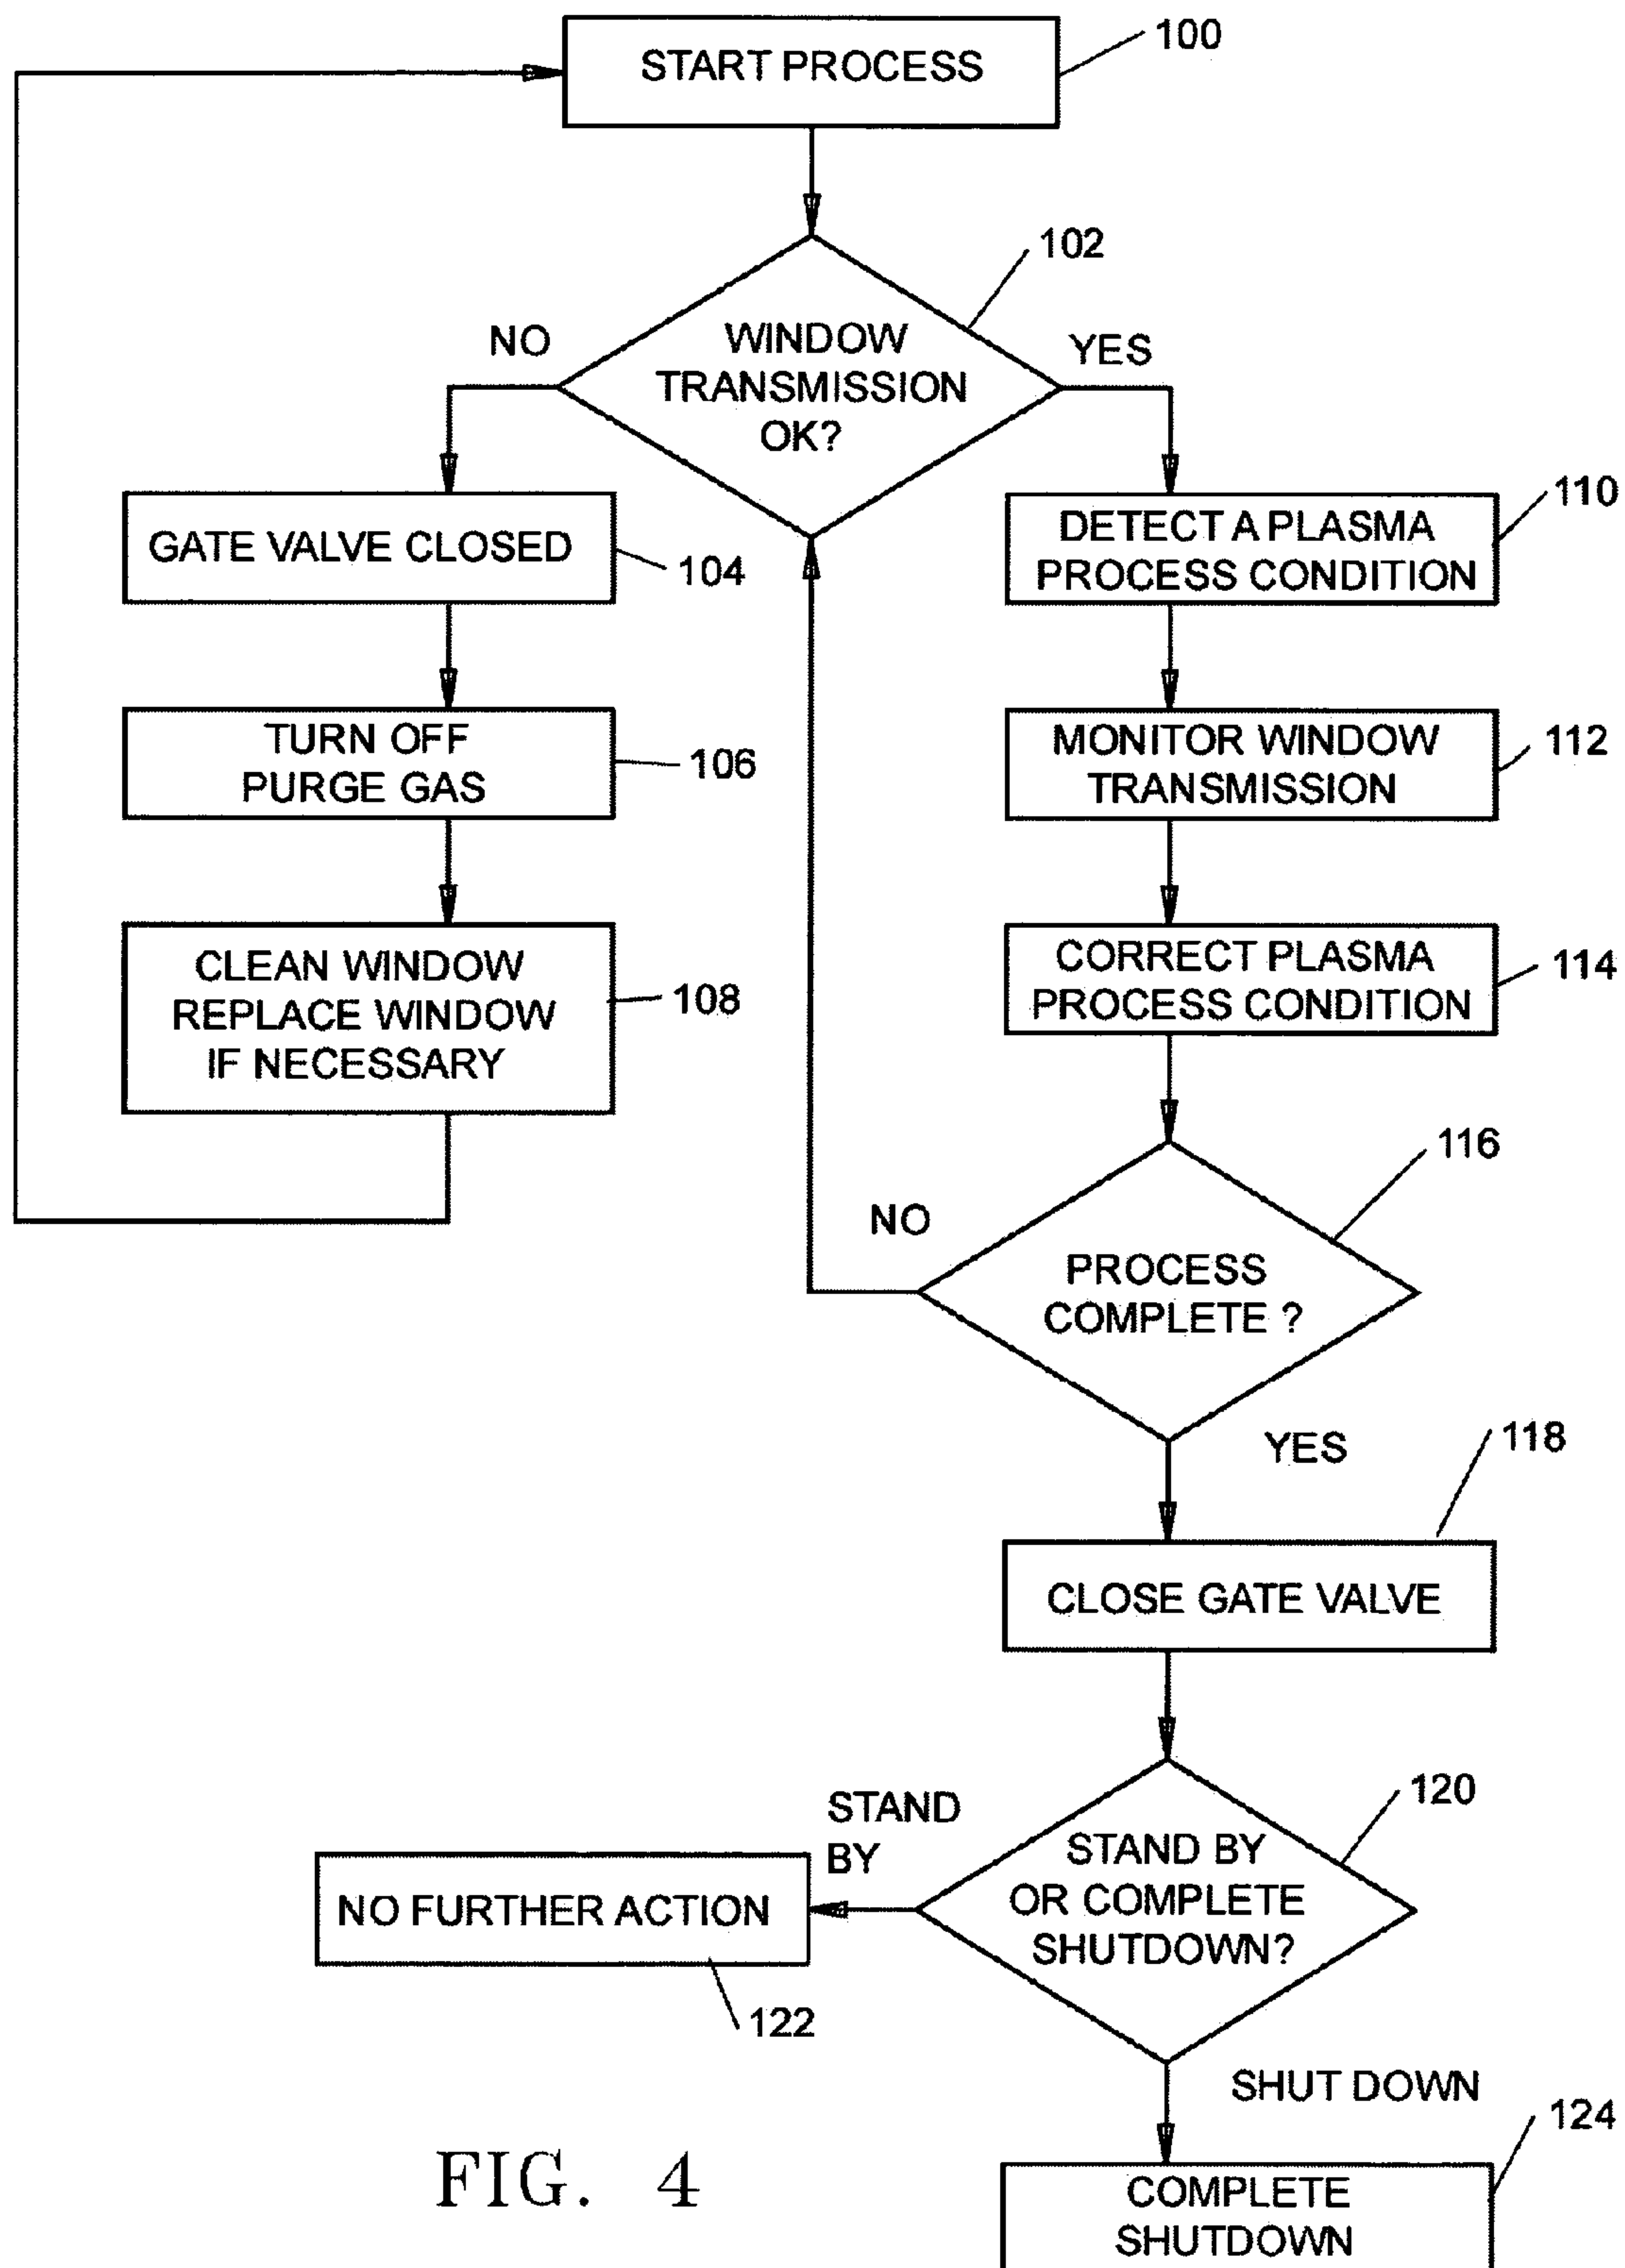 START PROCESS
100
102
NO
WINDOW
TRANSMISSION
OK?
YES
GATE VALVE CLOSED
104
DETECT A PLASMA
PROCESS CONDITION
110
TURN OFF
PURGE GAS
106
MONITOR WINDOW
TRANSMISSION
112
CLEAN WINDOW
REPLACE WINDOW
IF NECESSARY
108
CORRECT PLASMA
PROCESS CONDITION
114
116
NO
PROCESS
COMPLETE ?
YES
118
CLOSE GATE VALVE
120
STAND
BY
STAND BY
OR COMPLETE
SHUTDOWN?
NO FURTHER ACTION
122
SHUT DOWN
124
COMPLETE
SHUTDOWN
FIG. 4